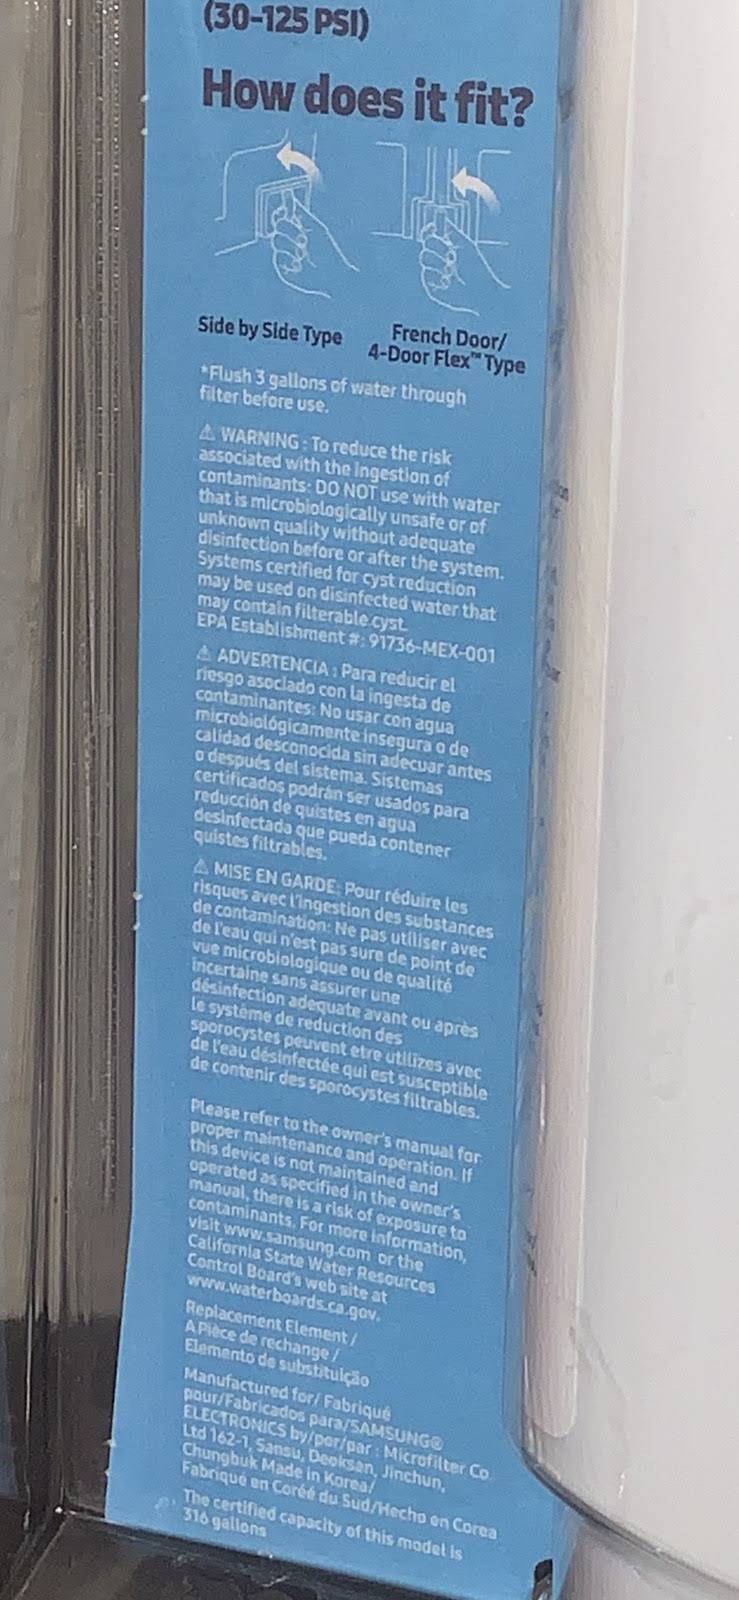 (30-125 PSI)
How does it fit?
Side by Side Type
French Door/
4-Door Flex™ Type
*Flush 3 gallons of water through
filter before use.
⚠ WARNING : To reduce the risk
associated with the ingestion of
contaminants: DO NOT use with water
that is microbiologically unsafe or of
unknown quality without adequate
disinfection before or after the system.
Systems certified for cyst reduction
may be used on disinfected water that
may contain filterable cyst.
EPA Establishment #: 91736-MEX-001
⚠ ADVERTENCIA : Para reducir el
riesgo asociado con la ingesta de
contaminantes: No usar con agua
microbiológicamente insegura o de
calidad desconocida sin adecuar antes
o después del sistema. Sistemas
certificados podrán ser usados para
reducción de quistes en agua
desinfectada que pueda contener
quistes filtrables.
⚠ MISE EN GARDE: Pour réduire les
risques avec l'ingestion des substances
de contamination: Ne pas utiliser avec
de l'eau qui n'est pas sure de point de
vue microbiologique ou de qualité
incertaine sans assurer une
désinfection adequate avant ou après
le système de reduction des
sporocystes peuvent etre utilizes avec
de l'eau désinfectée qui est susceptible
de contenir des sporocystes filtrables.
Please refer to the owner's manual for
proper maintenance and operation. If
this device is not maintained and
operated as specified in the owner's
manual, there is a risk of exposure to
contaminants. For more information,
visit www.samsung.com or the
California State Water Resources
Control Board's web site at
www.waterboards.ca.gov.
Replacement Element /
A Pièce de rechange /
Elemento de substituição
Manufactured for/ Fabriqué
pour/Fabricados para/SAMSUNG®
ELECTRONICS by/por/par : Microfilter Co.
Ltd 162-1, Sansu, Deoksan, Jinchun,
Chungbuk Made in Korea/
Fabriqué en Coréé du Sud/Hecho en Corea
The certified capacity of this model is
316 gallons